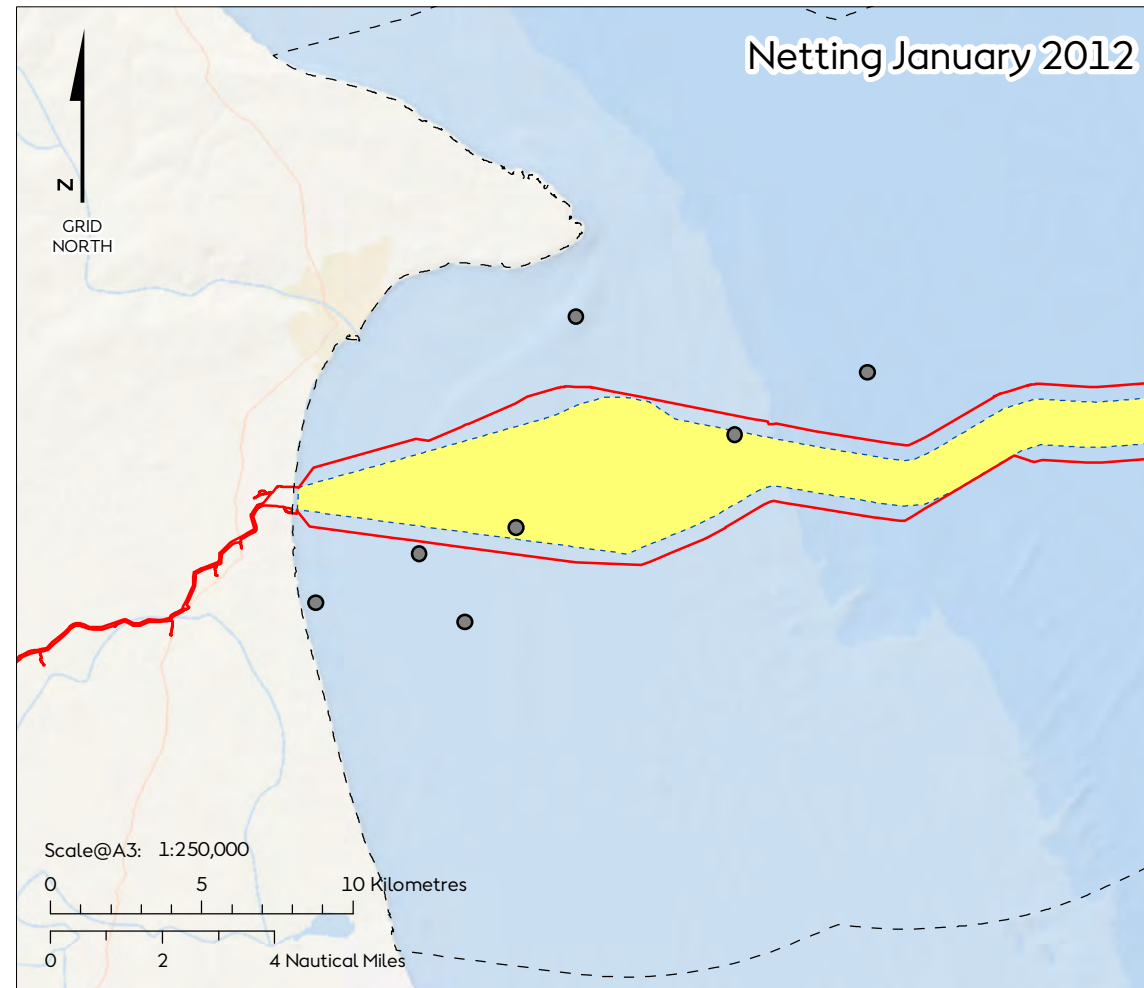 Netting January 2012
N
GRID
NORTH
Scale@A3: 1:250,000
0 5 10 Kilometres
0 2 4 Nautical Miles